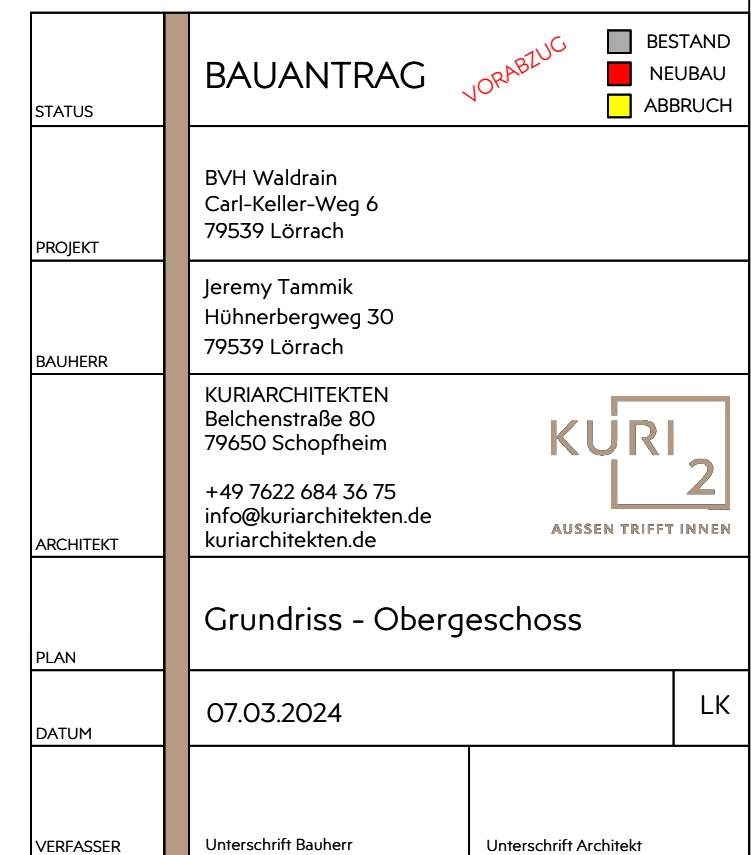 STATUS
BAUANTRAG
VORABZUG
BESTAND
NEUBAU
ABBRUCH
PROJEKT
BVH Waldrain
Carl-Keller-Weg 6
79539 Lörrach
BAUHERR
Jeremy Tammik
Hühnerbergweg 30
79539 Lörrach
ARCHITEKT
KURIARCHITEKTEN
Belchenstraße 80
79650 Schopfheim
+49 7622 684 36 75
info@kuriarchitekten.de
kuriarchitekten.de
KURI
2
AUSSEN TRIFFT INNEN
PLAN
Grundriss - Obergeschoss
DATUM
07.03.2024
LK
VERFASSER
Unterschrift Bauherr
Unterschrift Architekt